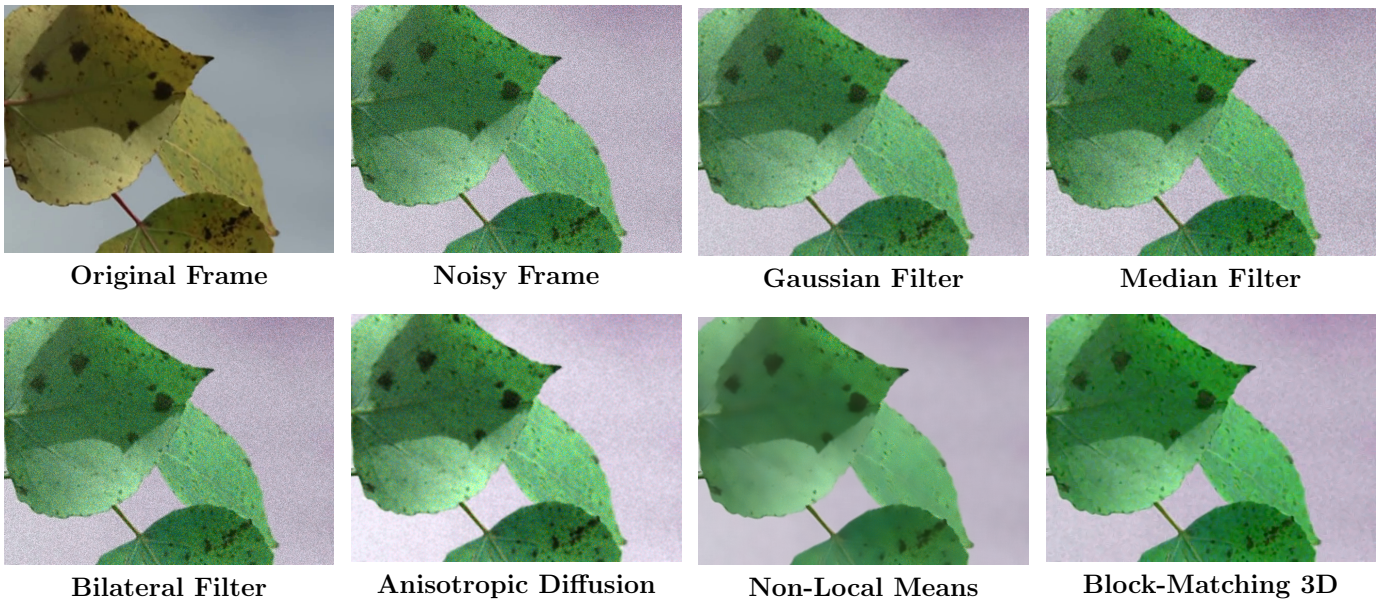 Original Frame
Noisy Frame
Gaussian Filter
Median Filter
Bilateral Filter
Anisotropic Diffusion
Non-Local Means
Block-Matching 3D